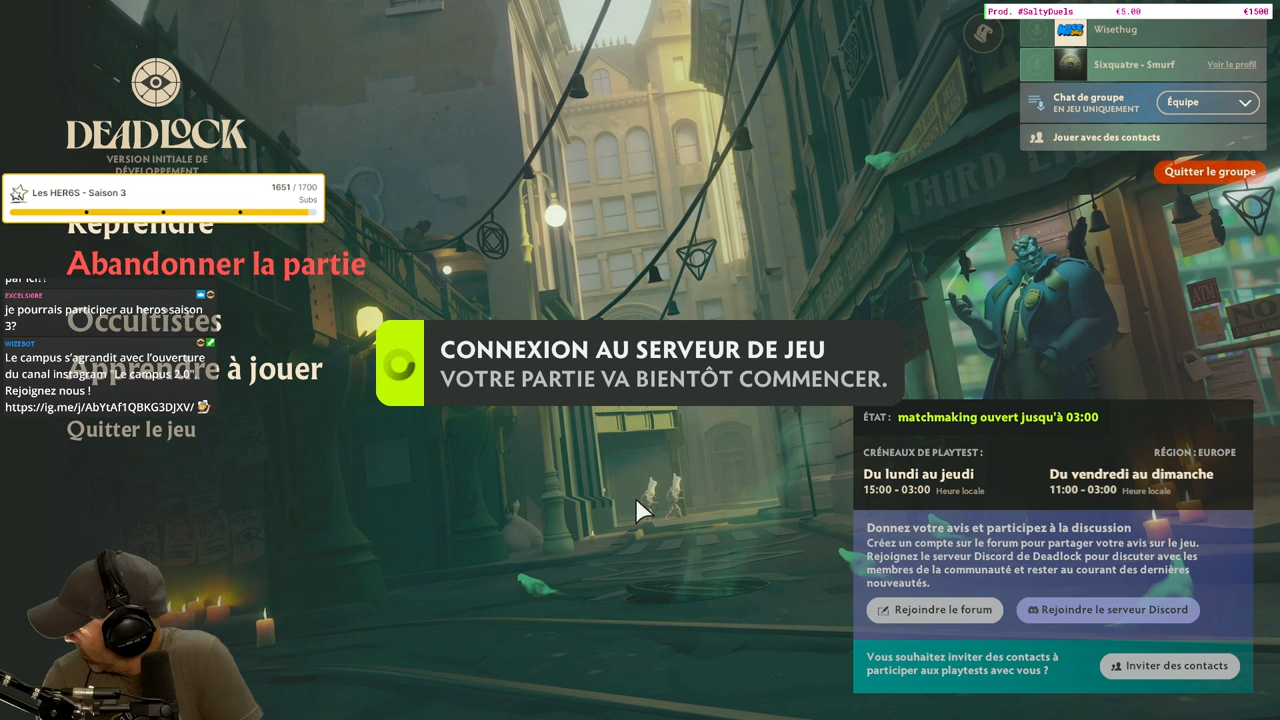 Prod. #SaltyDuels €5.00 €1500
Wisethug
Sixquatre - Smurf Voir le profil
Chat de groupe
EN JEU UNIQUEMENT
Équipe
Jouer avec des contacts
Quitter le groupe
DEADLOCK
VERSION INITIALE DE
DÉVELOPPEMENT
Les HER6S - Saison 3
1651 / 1700
Subs
Reprendre
Abandonner la partie
par ici!!
EXCELSI0RE
je pourrais participer au heros saison
3?
Occultistes
WIZEBOT
Le campus s'agrandit avec l'ouverture
du canal instagram "Le campus 2.0".
Rejoignez nous !
https://ig.me/j/AbYtAf1QBKG3DJXV/
Apprendre à jouer
Quitter le jeu
CONNEXION AU SERVEUR DE JEU
VOTRE PARTIE VA BIENTÔT COMMENCER.
THIRD
ATM
ÉTAT : matchmaking ouvert jusqu'à 03:00
CRÉNEAUX DE PLAYTEST : RÉGION : EUROPE
Du lundi au jeudi
15:00 - 03:00 Heure locale
Du vendredi au dimanche
11:00 - 03:00 Heure locale
Donnez votre avis et participez à la discussion
Créez un compte sur le forum pour partager votre avis sur le jeu.
Rejoignez le serveur Discord de Deadlock pour discuter avec les
membres de la communauté et rester au courant des dernières
nouveautés.
Rejoindre le forum
Rejoindre le serveur Discord
Vous souhaitez inviter des contacts à
participer aux playtests avec vous ?
Inviter des contacts